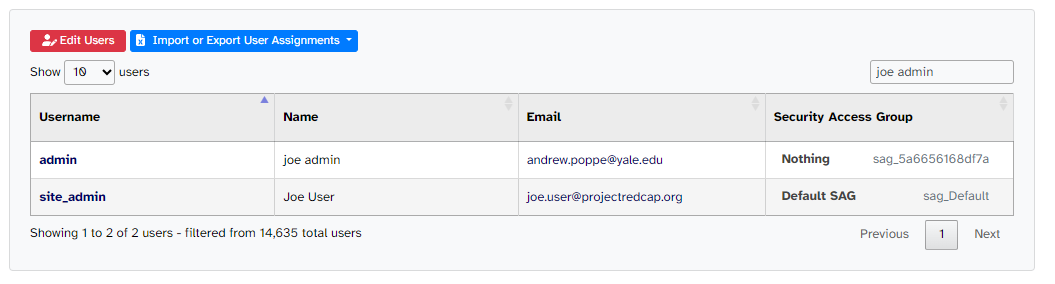 Edit Users Import or Export User Assignments
Show 10 users joe admin
Username Name Email Security Access Group
admin joe admin andrew.poppe@yale.edu Nothing sag_5a6656168df7a
site_admin Joe User joe.user@projectredcap.org Default SAG sag_Default
Showing 1 to 2 of 2 users - filtered from 14,635 total users Previous 1 Next